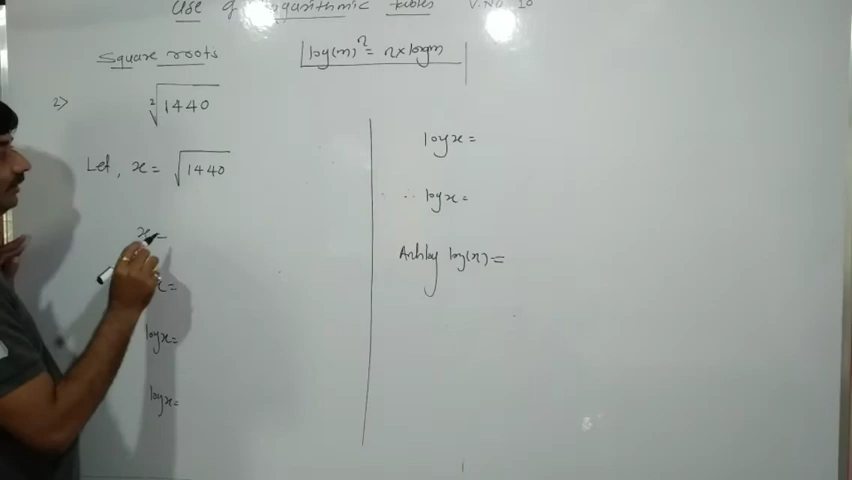 Use of Logarithmic Tables V.No 10
Square roots
log(m)ⁿ = n×logm
2> ²√1440
Let, x = √1440
x =
x =
logx =
logx =
logx =
∴ logx =
Antilog log(x) =